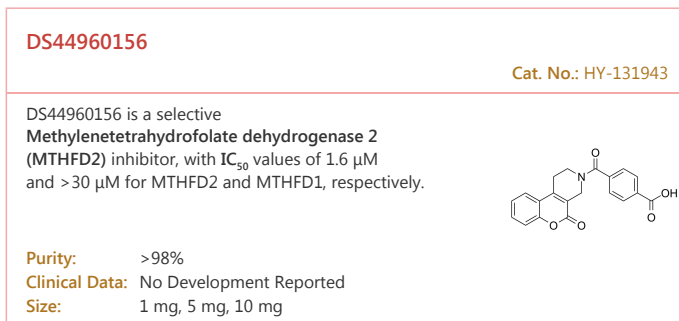 DS44960156
Cat. No.: HY-131943
DS44960156 is a selective
Methylenetetrahydrofolate dehydrogenase 2
(MTHFD2) inhibitor, with IC50 values of 1.6 μM
and >30 μM for MTHFD2 and MTHFD1, respectively.
O
N
OH
O
O
O
Purity: >98%
Clinical Data: No Development Reported
Size: 1 mg, 5 mg, 10 mg